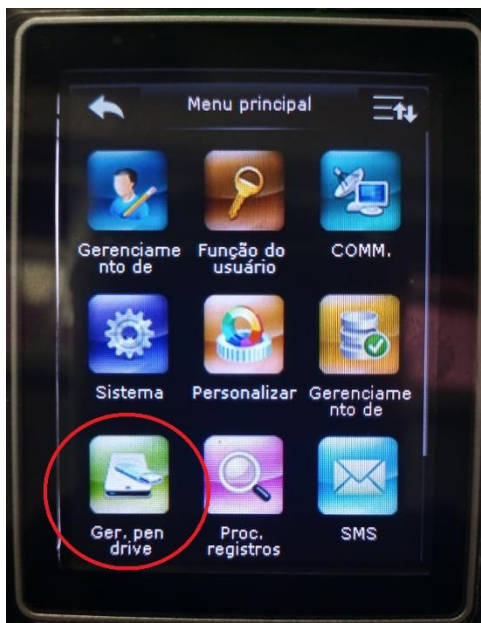 Menu principal
Gerenciame
nto de
Função do
usuário
COMM.
Sistema
Personalizar
Gerenciame
nto de
Ger. pen
drive
Proc.
registros
SMS